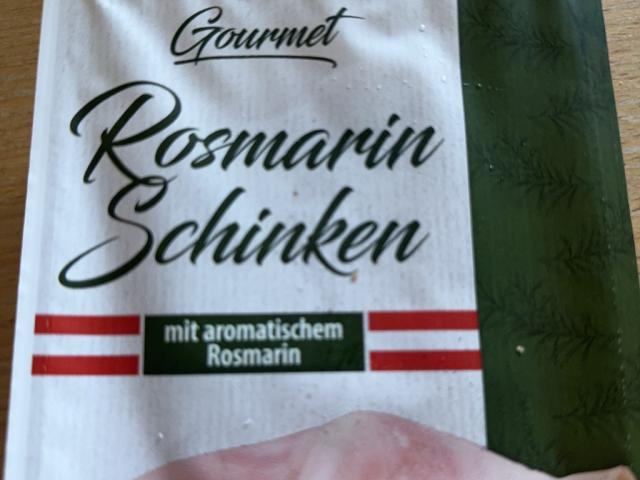 Gourmet
Rosmarin
Schinken
mit aromatischem
Rosmarin